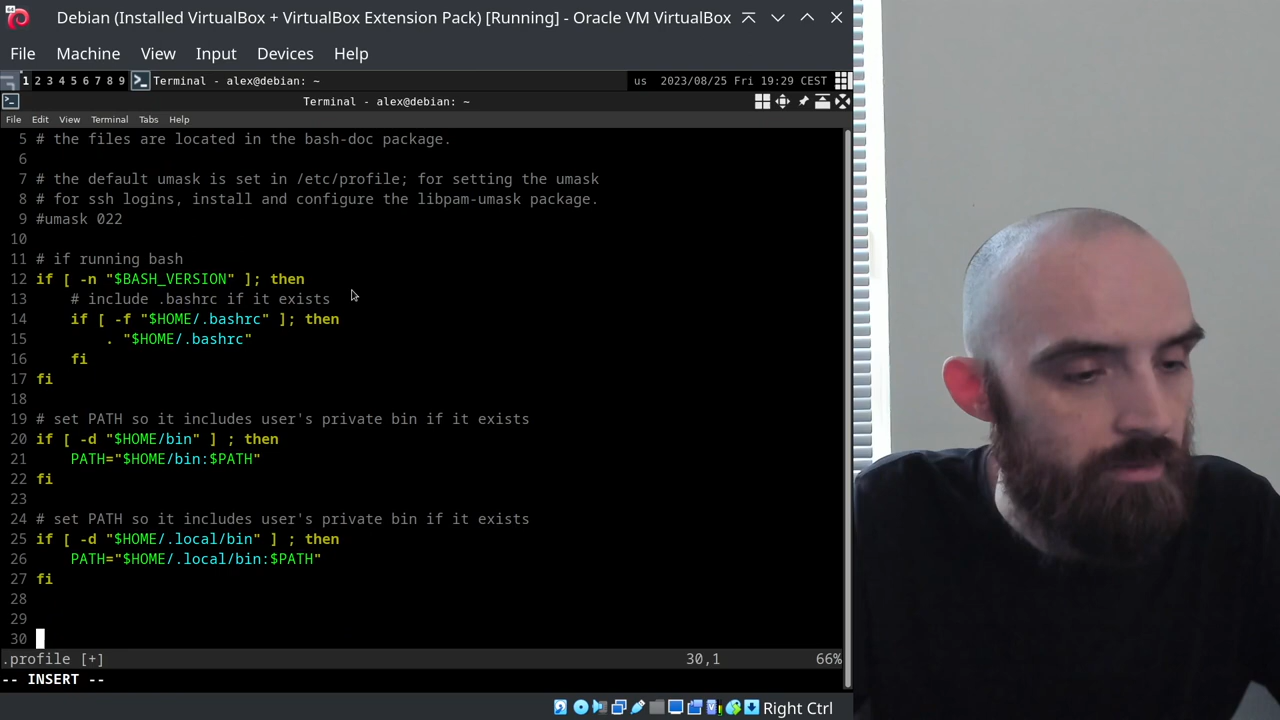 Debian (Installed VirtualBox + VirtualBox Extension Pack) [Running] - Oracle VM VirtualBox
File Machine View Input Devices Help
1 2 3 4 5 6 7 8 9 Terminal - alex@debian: ~ us 2023/08/25 Fri 19:29 CEST
Terminal - alex@debian: ~
File Edit View Terminal Tabs Help
5 # the files are located in the bash-doc package.
6
7 # the default umask is set in /etc/profile; for setting the umask
8 # for ssh logins, install and configure the libpam-umask package.
9 #umask 022
10
11 # if running bash
12 if [ -n "$BASH_VERSION" ]; then
13     # include .bashrc if it exists
14     if [ -f "$HOME/.bashrc" ]; then
15         . "$HOME/.bashrc"
16     fi
17 fi
18
19 # set PATH so it includes user's private bin if it exists
20 if [ -d "$HOME/bin" ] ; then
21     PATH="$HOME/bin:$PATH"
22 fi
23
24 # set PATH so it includes user's private bin if it exists
25 if [ -d "$HOME/.local/bin" ] ; then
26     PATH="$HOME/.local/bin:$PATH"
27 fi
28
29
30
.profile [+] 30,1 66%
-- INSERT --
Right Ctrl